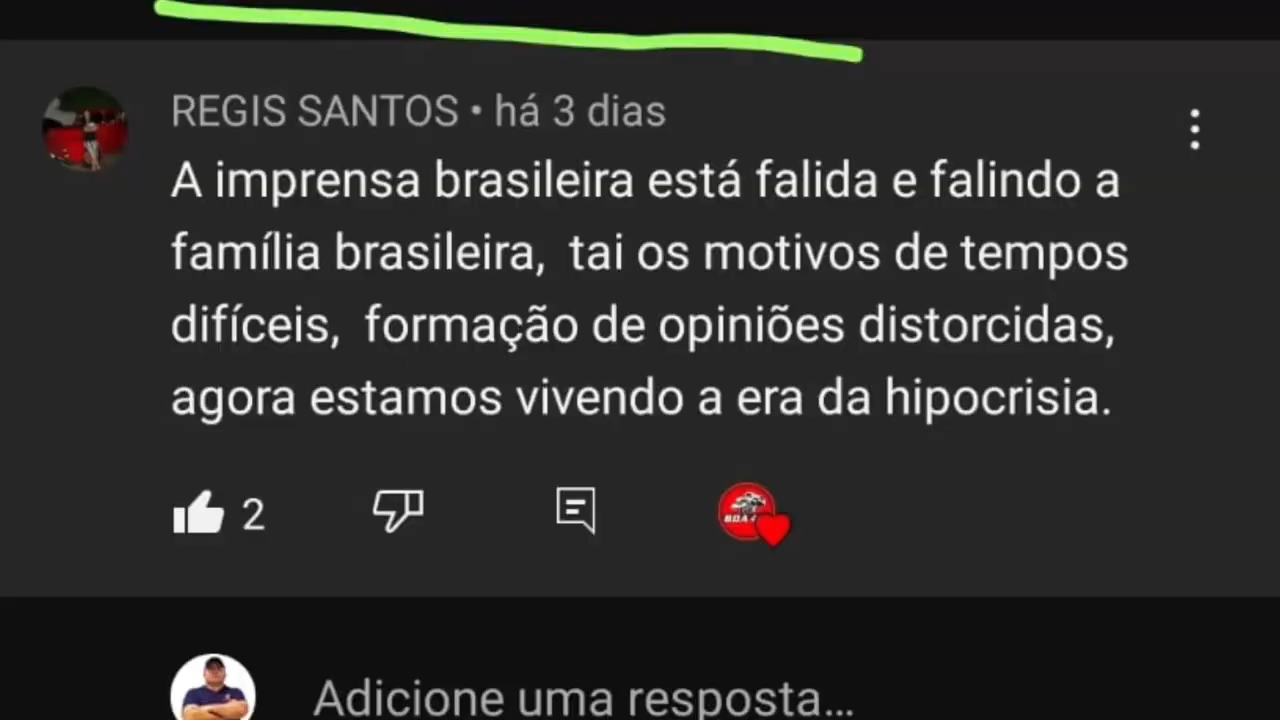 REGIS SANTOS • há 3 dias
A imprensa brasileira está falida e falindo a
família brasileira, tai os motivos de tempos
difíceis, formação de opiniões distorcidas,
agora estamos vivendo a era da hipocrisia.
2
Adicione uma resposta...